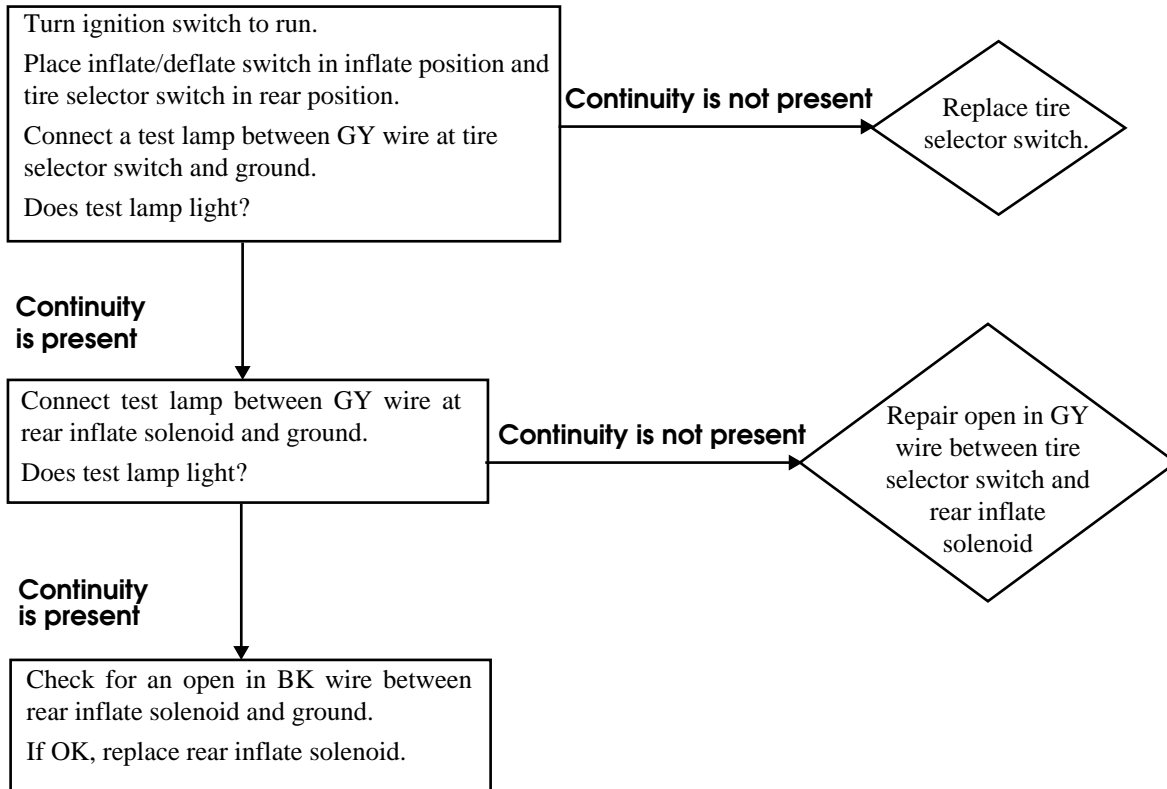 Turn ignition switch to run.
Place inflate/deflate switch in inflate position and
tire selector switch in rear position.
Connect a test lamp between GY wire at tire
selector switch and ground.
Does test lamp light?
Continuity is not present
Replace tire
selector switch.
Continuity
is present
Connect test lamp between GY wire at
rear inflate solenoid and ground.
Does test lamp light?
Continuity is not present
Repair open in GY
wire between tire
selector switch and
rear inflate
solenoid
Continuity
is present
Check for an open in BK wire between
rear inflate solenoid and ground.
If OK, replace rear inflate solenoid.